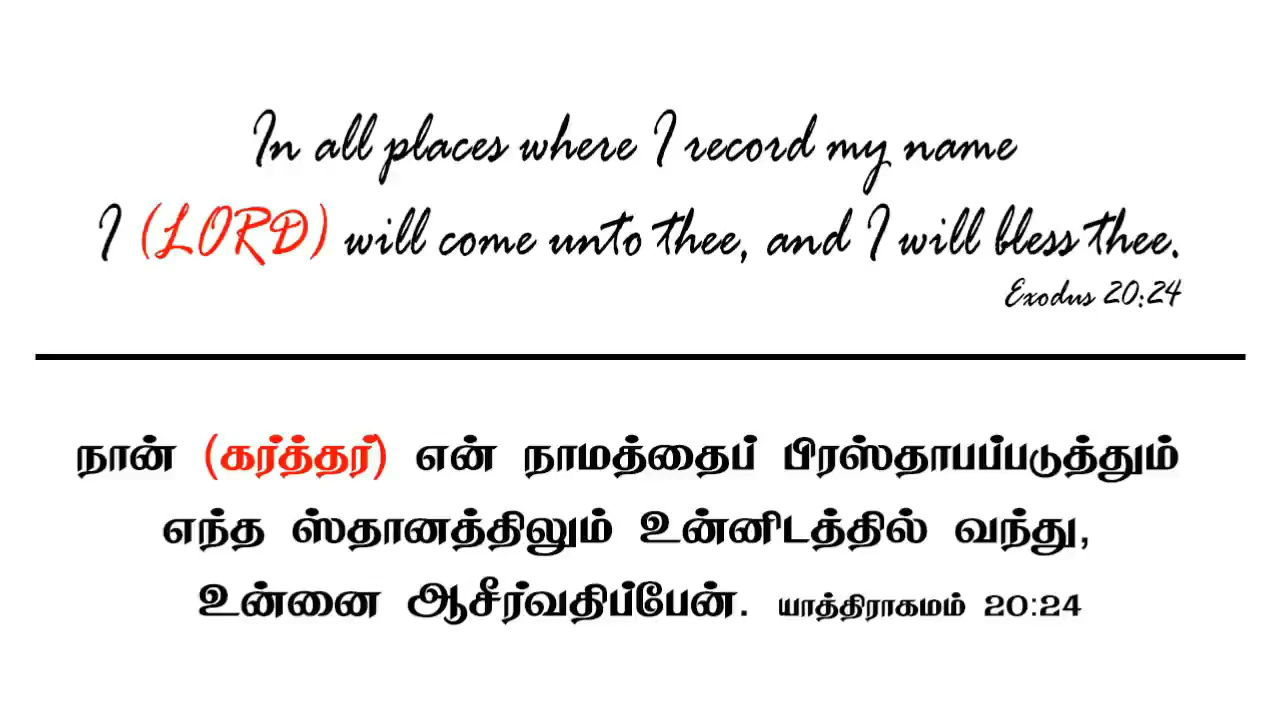 In all places where I record my name
I (LORD) will come unto thee, and I will bless thee.
Exodus 20:24
நான் (கர்த்தர்) என் நாமத்தைப் பிரஸ்தாபப்படுத்தும்
எந்த ஸ்தானத்திலும் உன்னிடத்தில் வந்து,
உன்னை ஆசீர்வதிப்பேன். யாத்திராகமம் 20:24